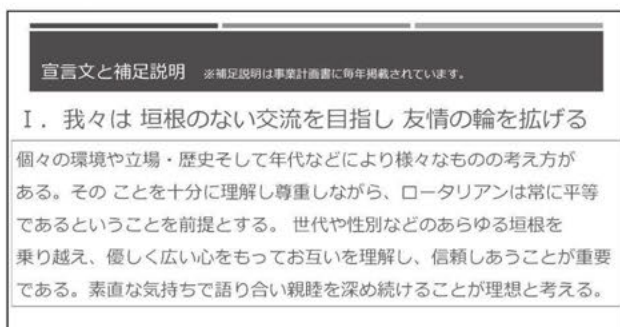 宣言文と補足説明 ※補足説明は事業計画書に毎年掲載されています。
Ⅰ．我々は 垣根のない交流を目指し 友情の輪を拡げる
個々の環境や立場・歴史そして年代などにより様々なものの考え方が
ある。その ことを十分に理解し尊重しながら、ロータリアンは常に平等
であるということを前提とする。 世代や性別などのあらゆる垣根を
乗り越え、優しく広い心をもってお互いを理解し、信頼しあうことが重要
である。素直な気持ちで語り合い親睦を深め続けることが理想と考える。